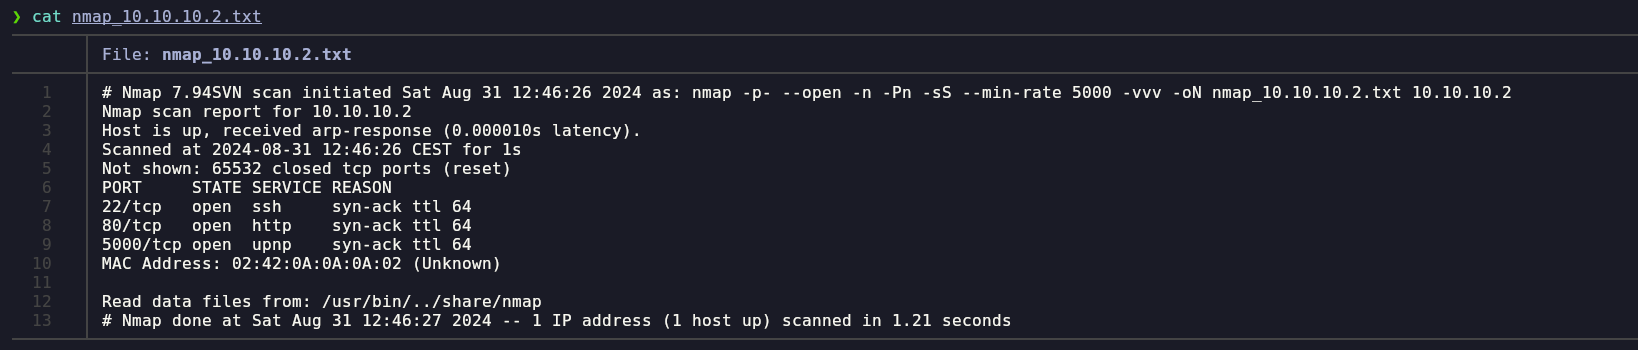 ❯ cat nmap_10.10.10.2.txt
File: nmap_10.10.10.2.txt
1 # Nmap 7.94SVN scan initiated Sat Aug 31 12:46:26 2024 as: nmap -p- --open -n -Pn -sS --min-rate 5000 -vvv -oN nmap_10.10.10.2.txt 10.10.10.2
2 Nmap scan report for 10.10.10.2
3 Host is up, received arp-response (0.000010s latency).
4 Scanned at 2024-08-31 12:46:26 CEST for 1s
5 Not shown: 65532 closed tcp ports (reset)
6 PORT     STATE SERVICE REASON
7 22/tcp   open  ssh     syn-ack ttl 64
8 80/tcp   open  http    syn-ack ttl 64
9 5000/tcp open  upnp    syn-ack ttl 64
10 MAC Address: 02:42:0A:0A:0A:02 (Unknown)
11
12 Read data files from: /usr/bin/../share/nmap
13 # Nmap done at Sat Aug 31 12:46:27 2024 -- 1 IP address (1 host up) scanned in 1.21 seconds